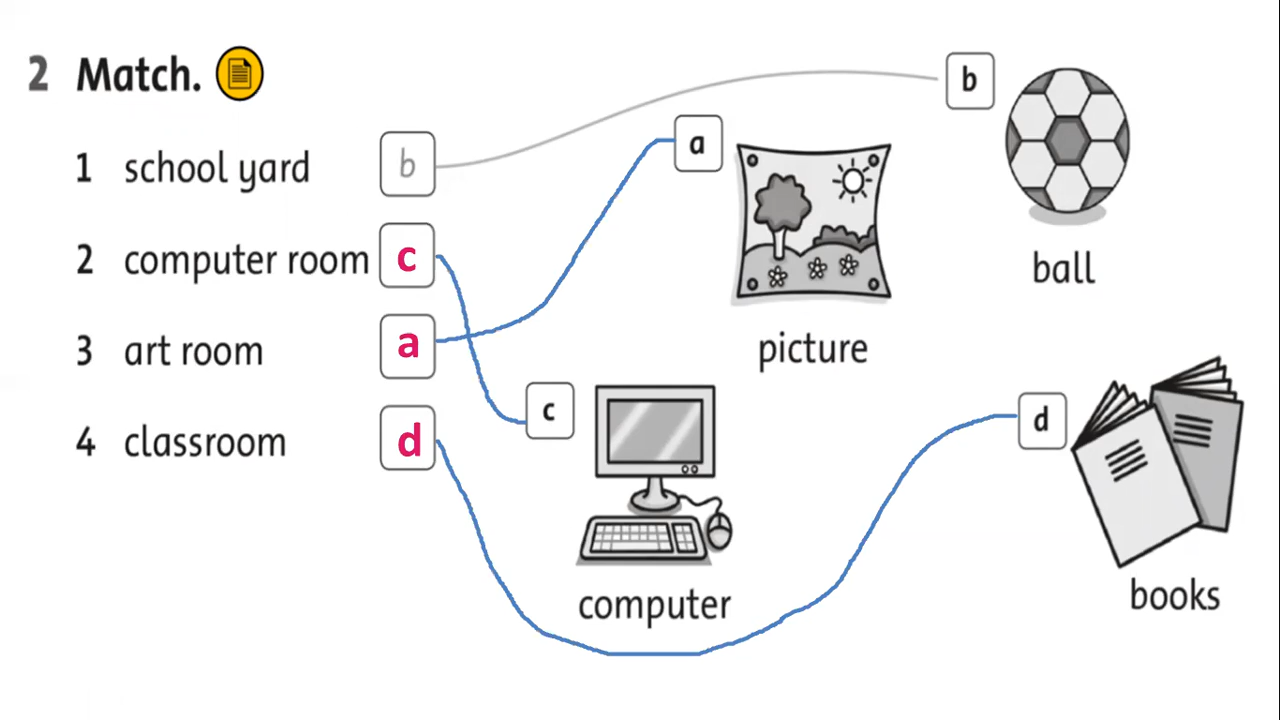 2 Match.
1 school yard b
2 computer room c
3 art room a
4 classroom d
b
ball
a
picture
c
computer
d
books